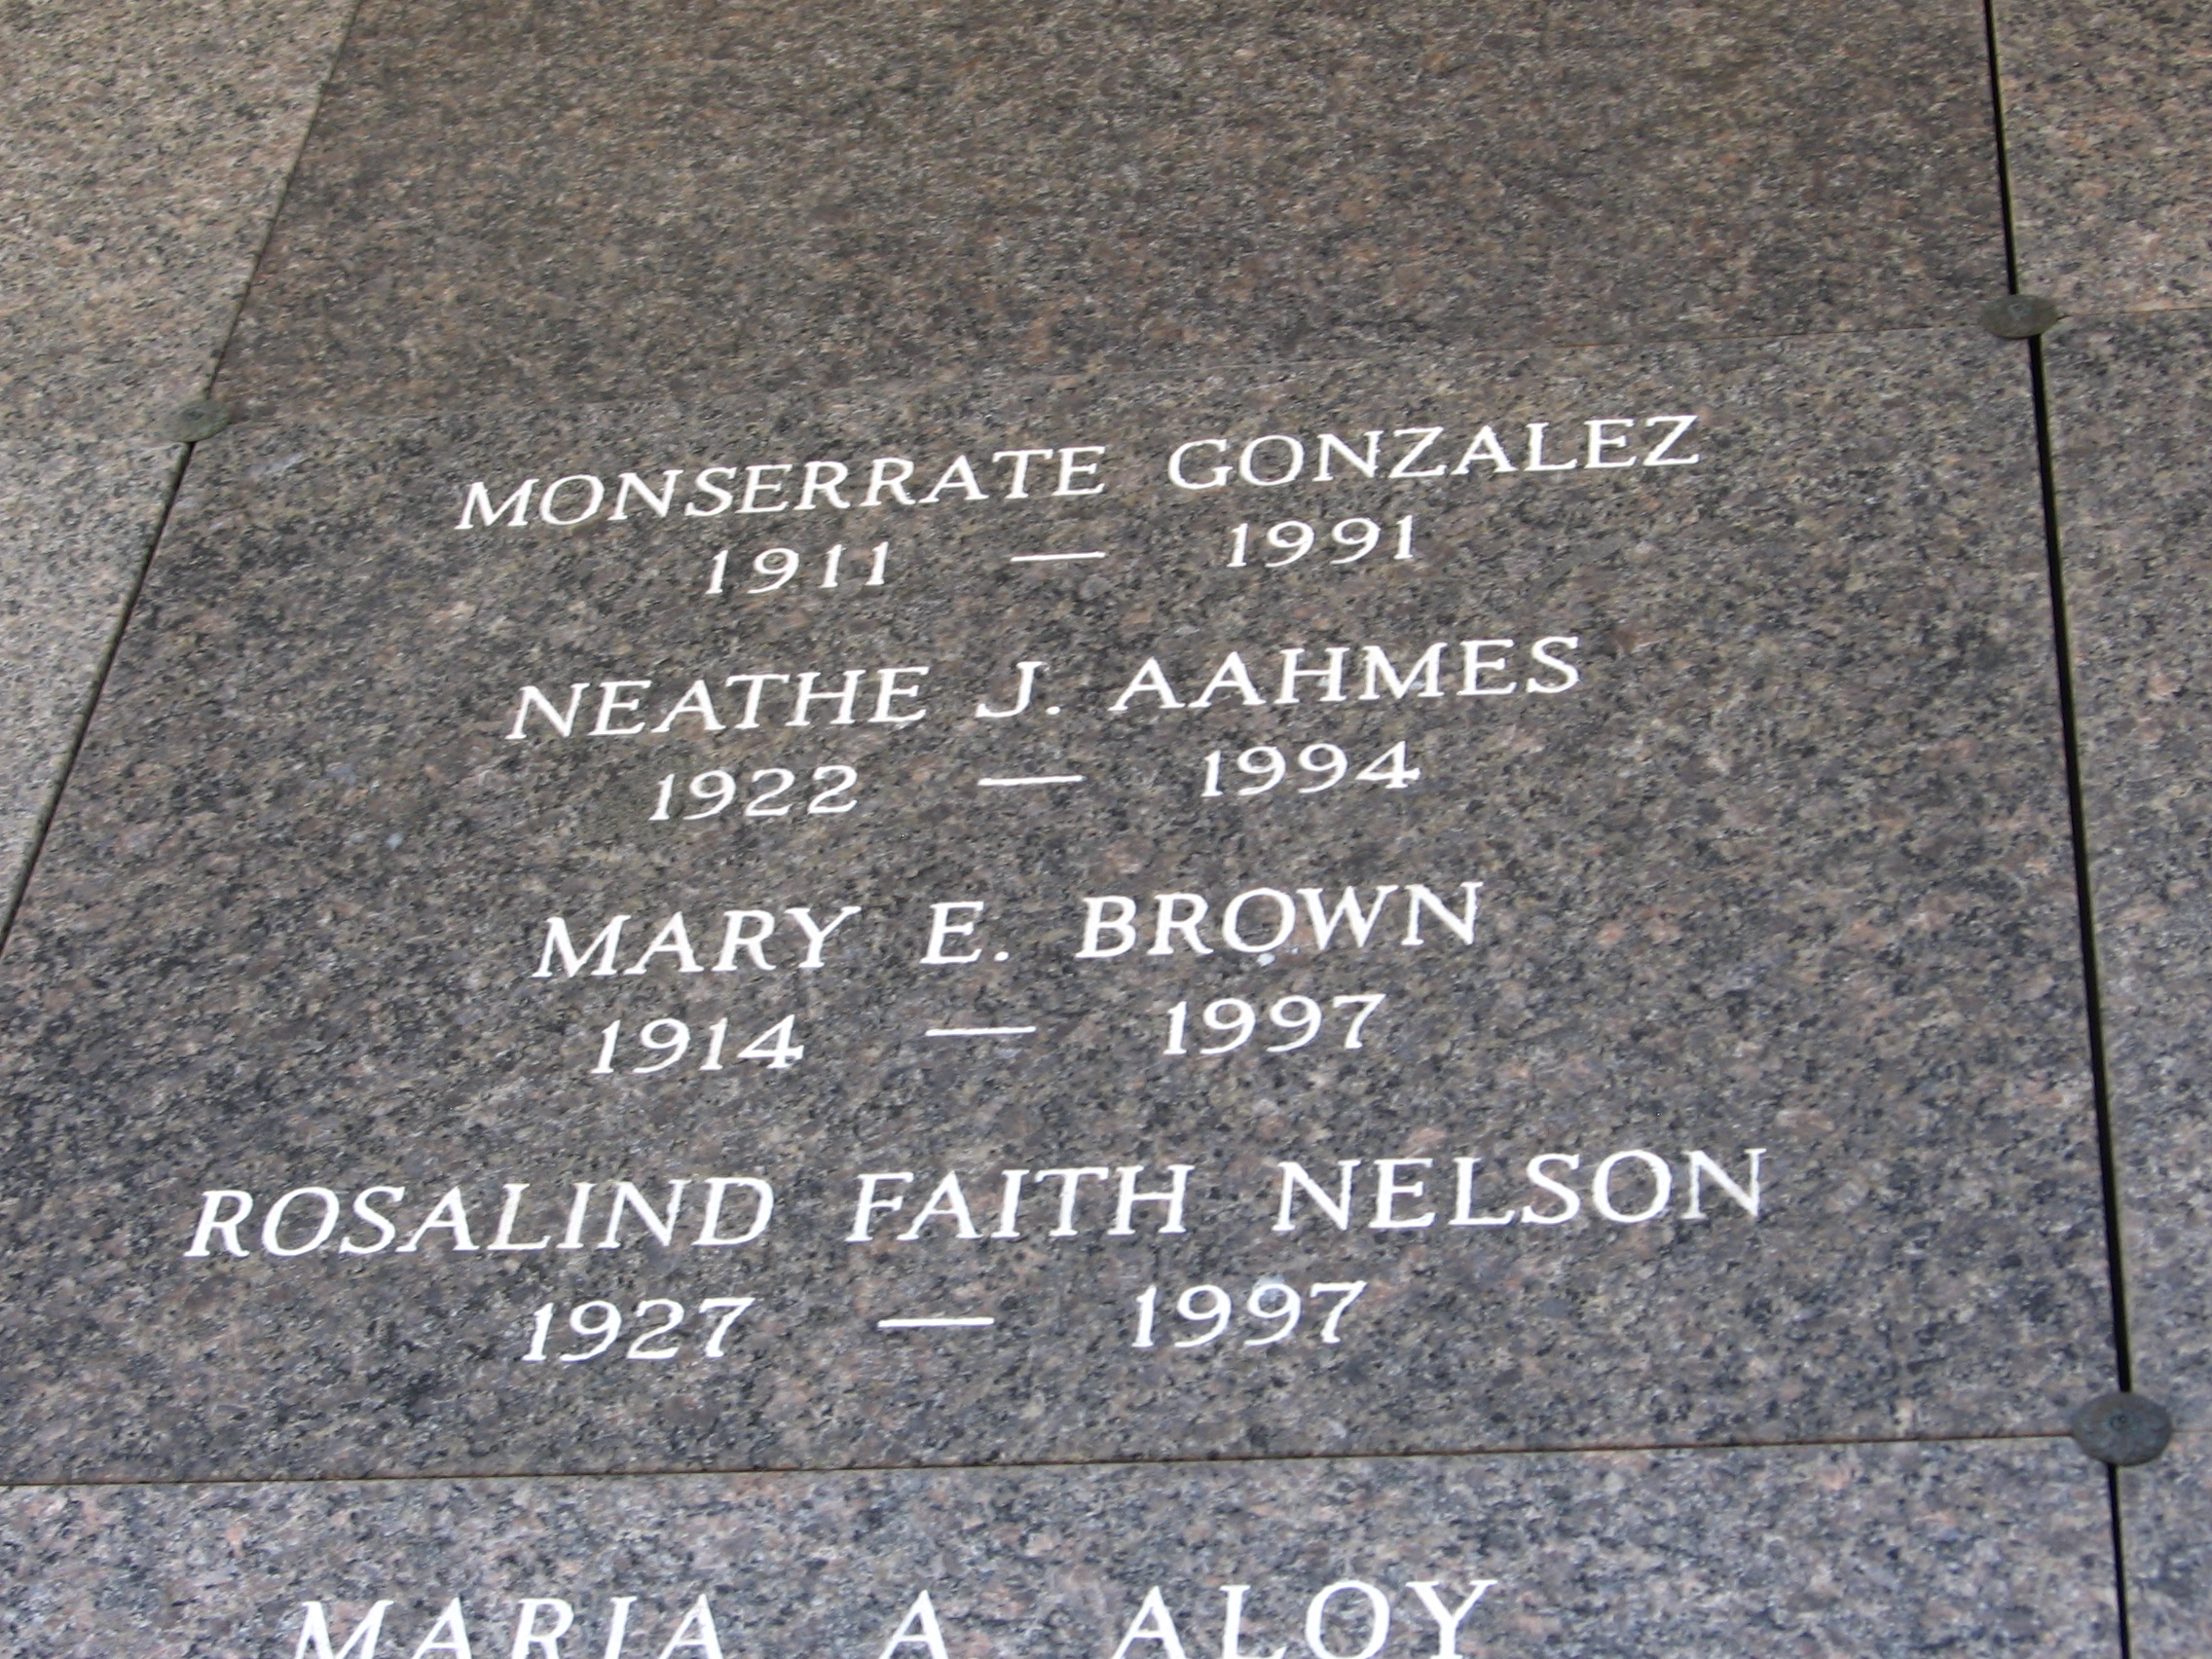 MONSERRATE GONZALEZ
1911 — 1991
NEATHE J. AAHMES
1922 — 1994
MARY E. BROWN
1914 — 1997
ROSALIND FAITH NELSON
1927 — 1997
MARIA A ALOY